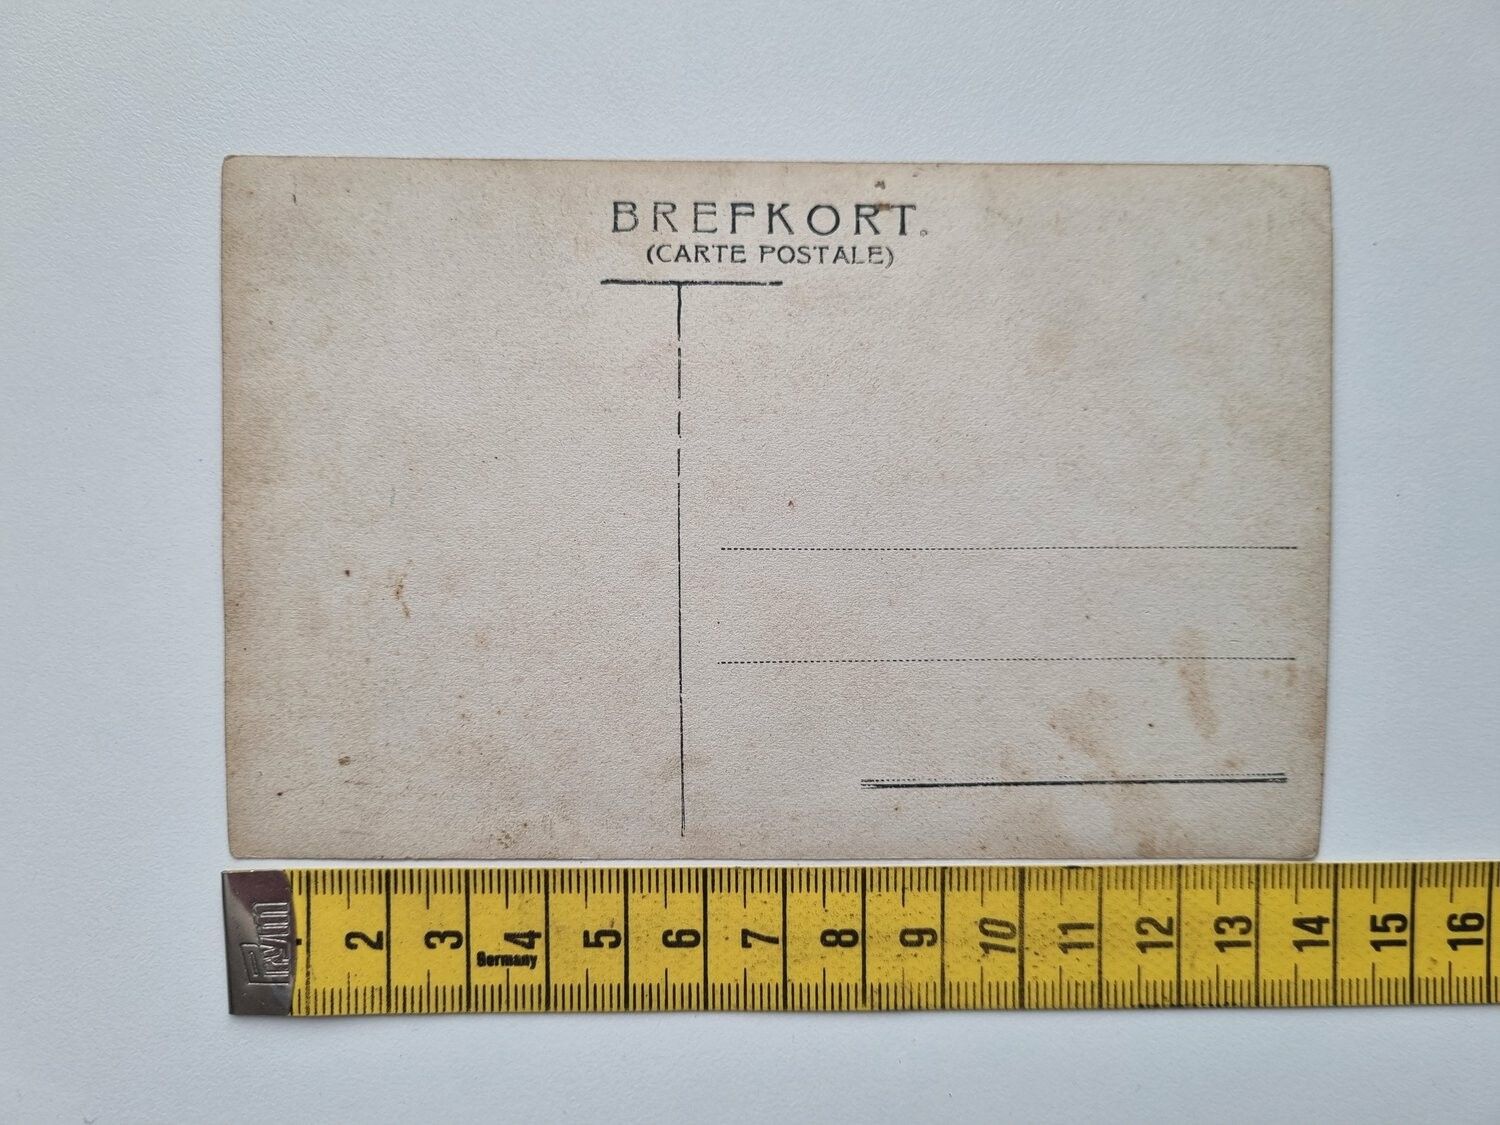 BREFKORT.
(CARTE POSTALE)
Prym
2 3 4 5 6 7 8 9 10 11 12 13 14 15 16
Germany